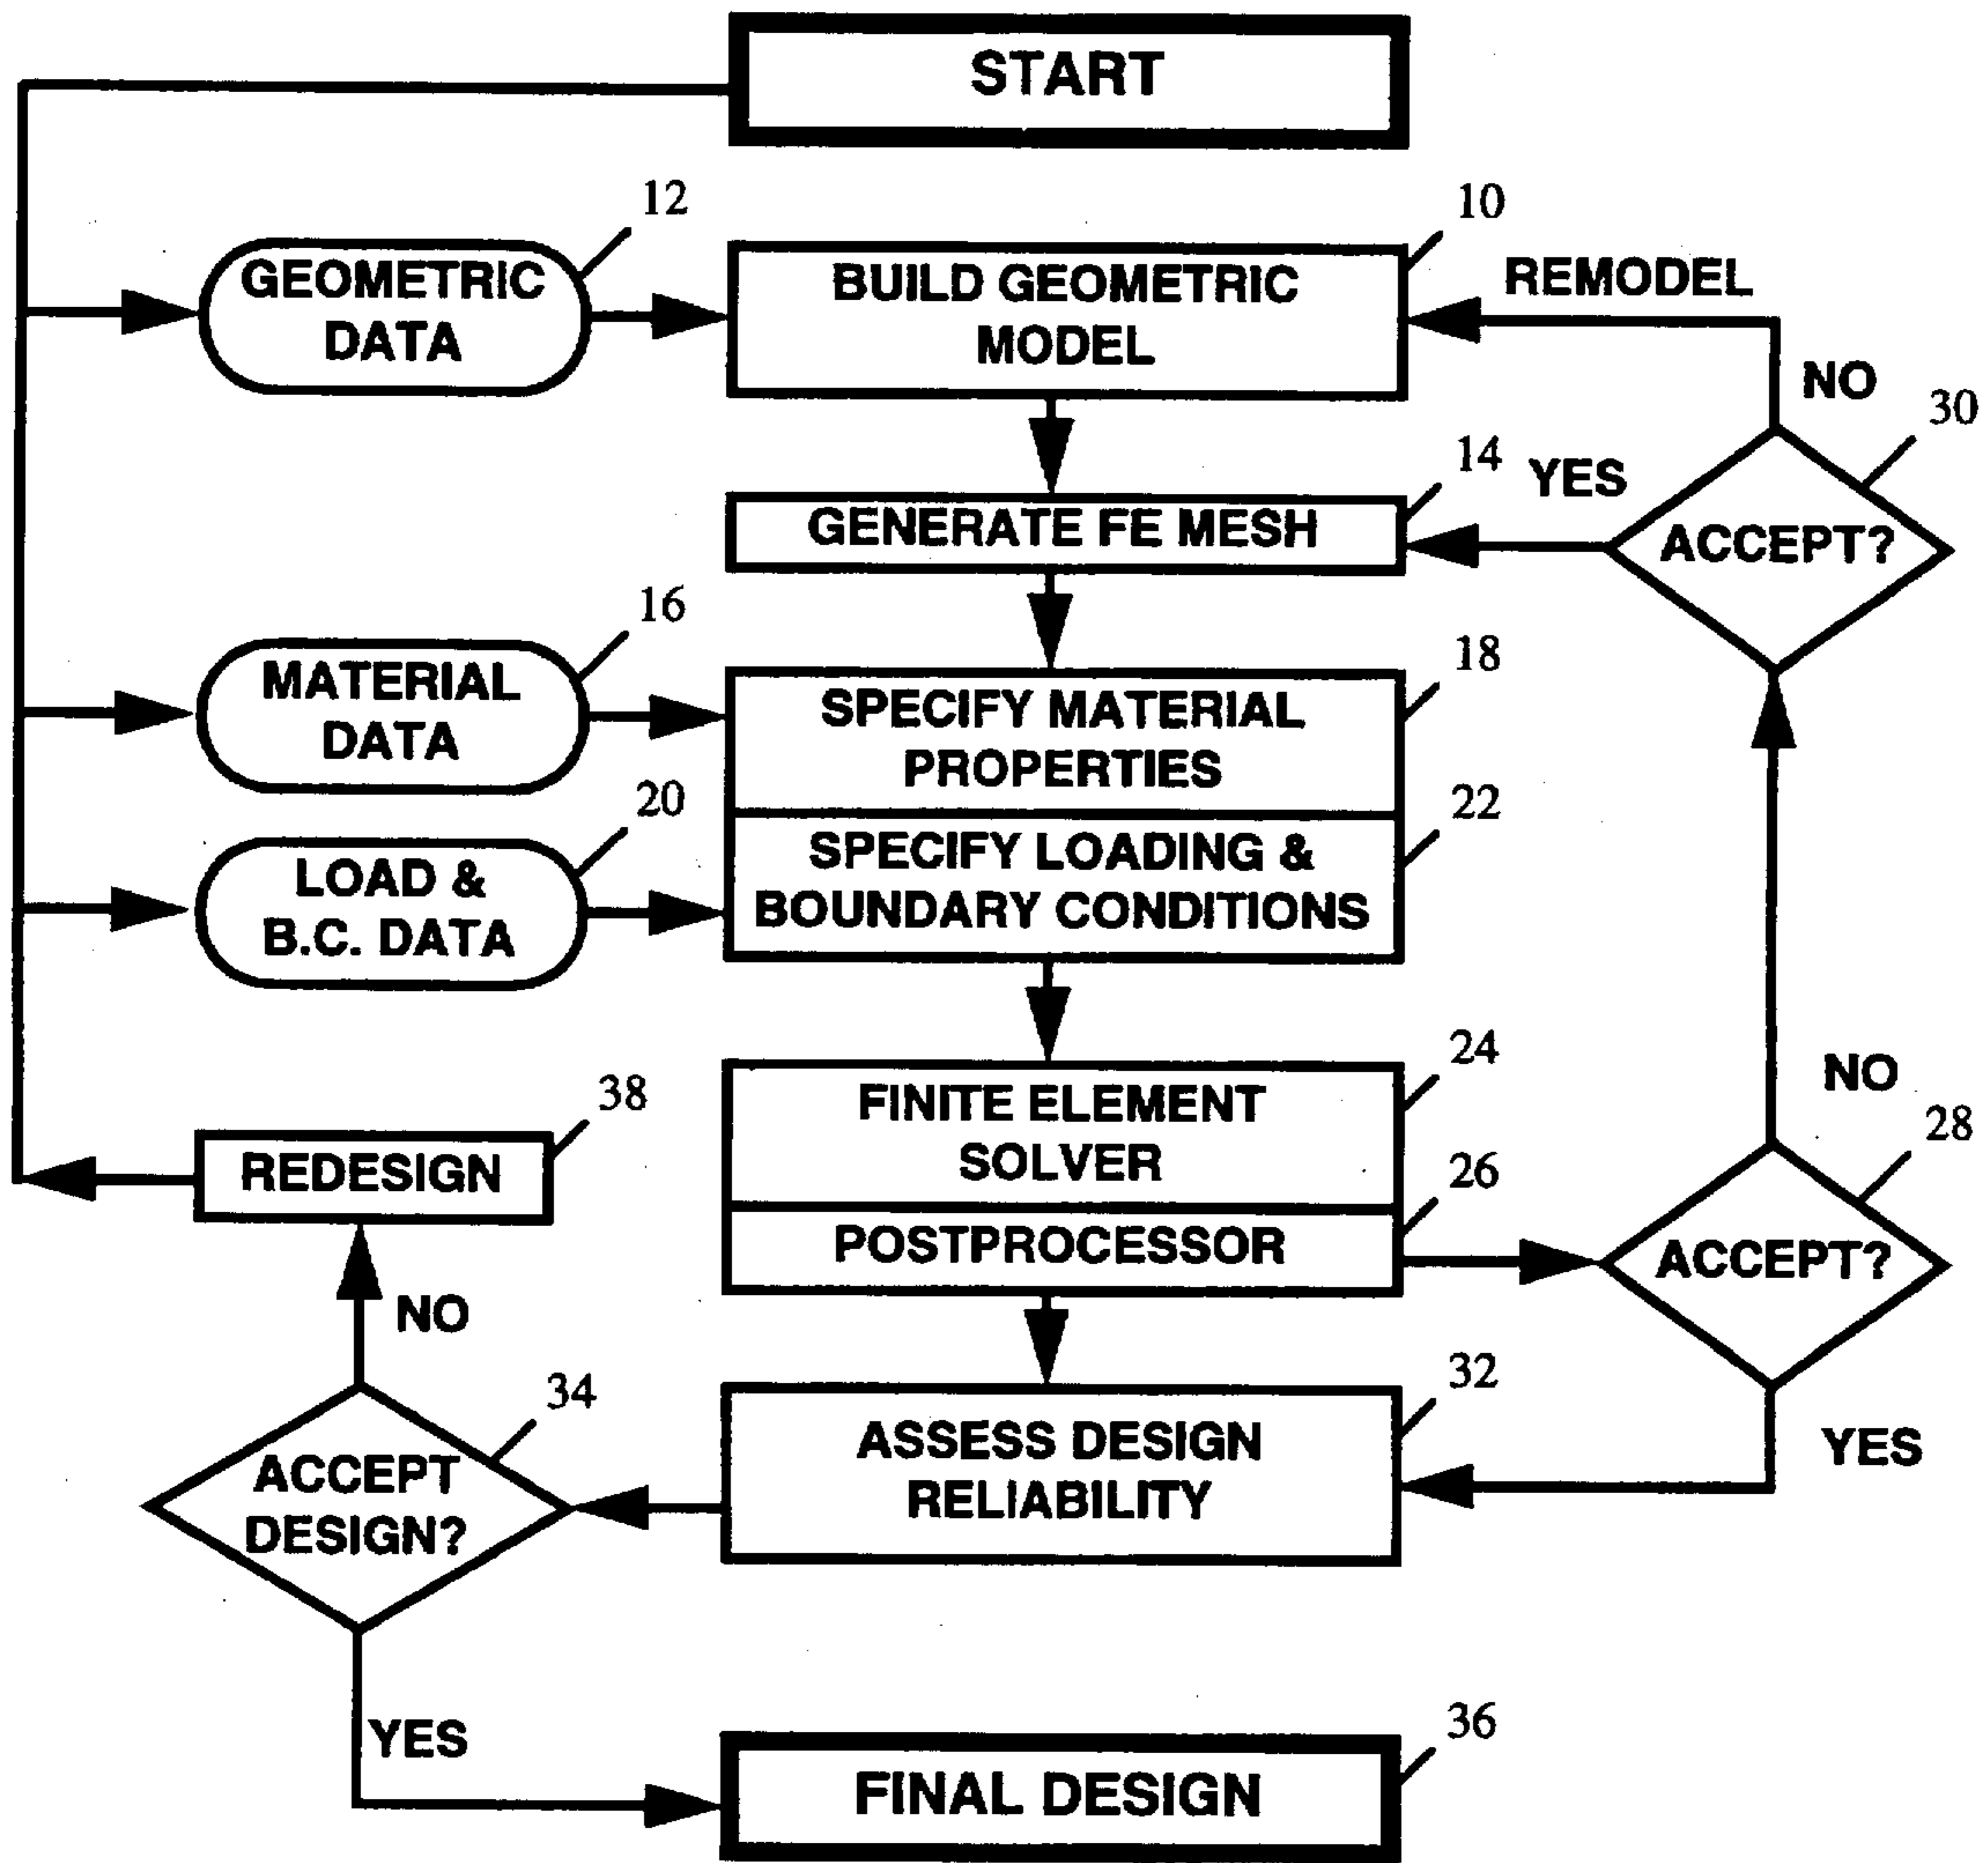 START
12
10
GEOMETRIC
DATA
BUILD GEOMETRIC
MODEL
REMODEL
NO
30
14
YES
GENERATE FE MESH
ACCEPT?
16
18
MATERIAL
DATA
SPECIFY MATERIAL
PROPERTIES
20
22
LOAD &
B.C. DATA
SPECIFY LOADING &
BOUNDARY CONDITIONS
24
NO
38
28
FINITE ELEMENT
SOLVER
REDESIGN
26
POSTPROCESSOR
ACCEPT?
NO
34
32
YES
ACCEPT
DESIGN?
ASSESS DESIGN
RELIABILITY
YES
36
FINAL DESIGN